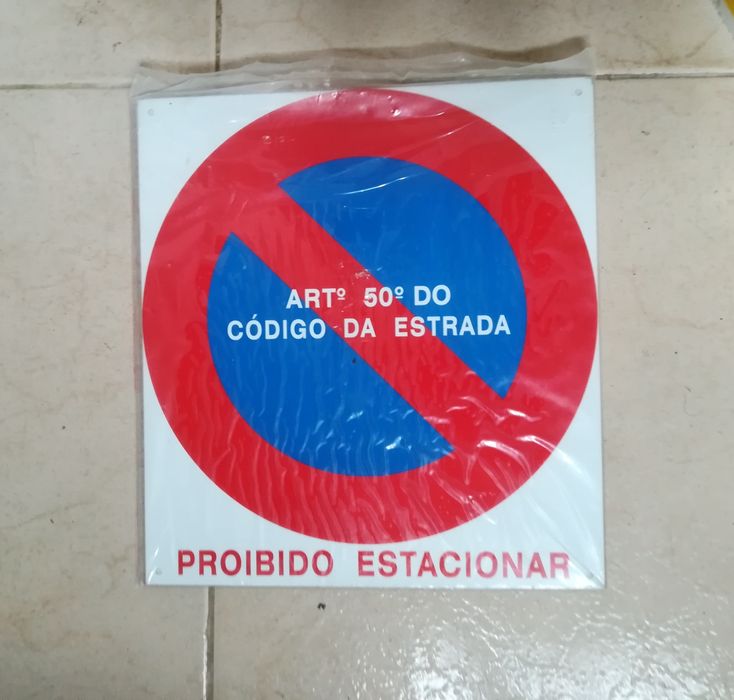 ARTº 50º DO
CÓDIGO DA ESTRADA
PROIBIDO ESTACIONAR